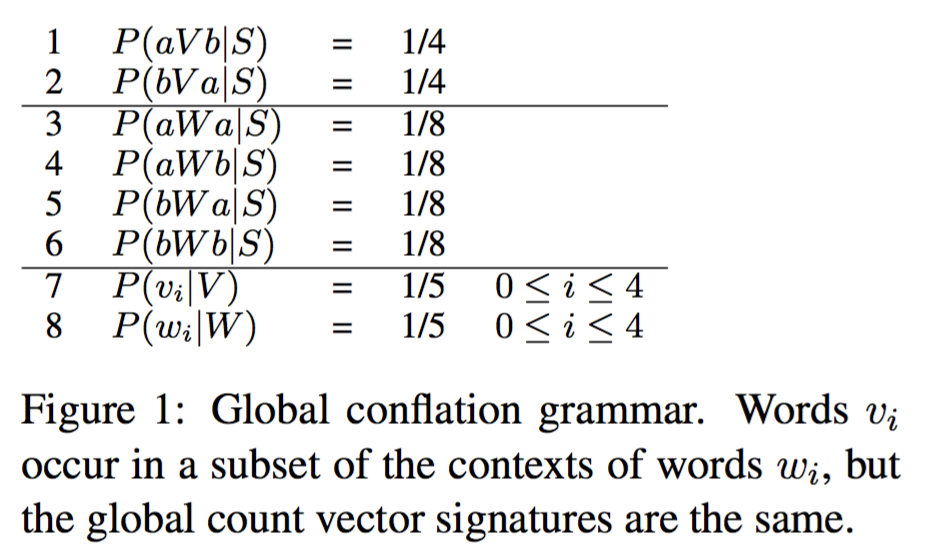 1 P(aVb|S) = 1/4
2 P(bVa|S) = 1/4
3 P(aWa|S) = 1/8
4 P(aWb|S) = 1/8
5 P(bWa|S) = 1/8
6 P(bWb|S) = 1/8
7 P(vᵢ|V) = 1/5 0 ≤ i ≤ 4
8 P(wᵢ|W) = 1/5 0 ≤ i ≤ 4
Figure 1: Global conflation grammar. Words vᵢ
occur in a subset of the contexts of words wᵢ, but
the global count vector signatures are the same.